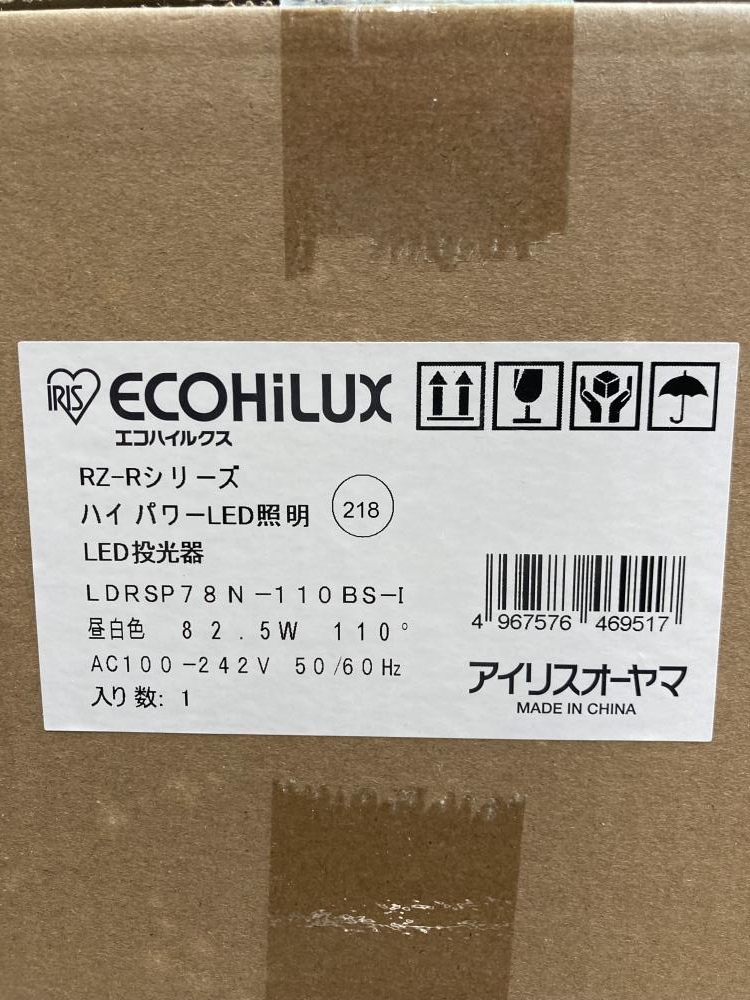 IRIS ECOHiLUX
エコハイルクス
RZ-Rシリーズ
ハイパワーLED照明
218
LED投光器
LDRSP78N-110BS-I
昼白色 82.5W 110°
AC100-242V 50/60Hz
入り数: 1
4 967576 469517
アイリスオーヤマ
MADE IN CHINA